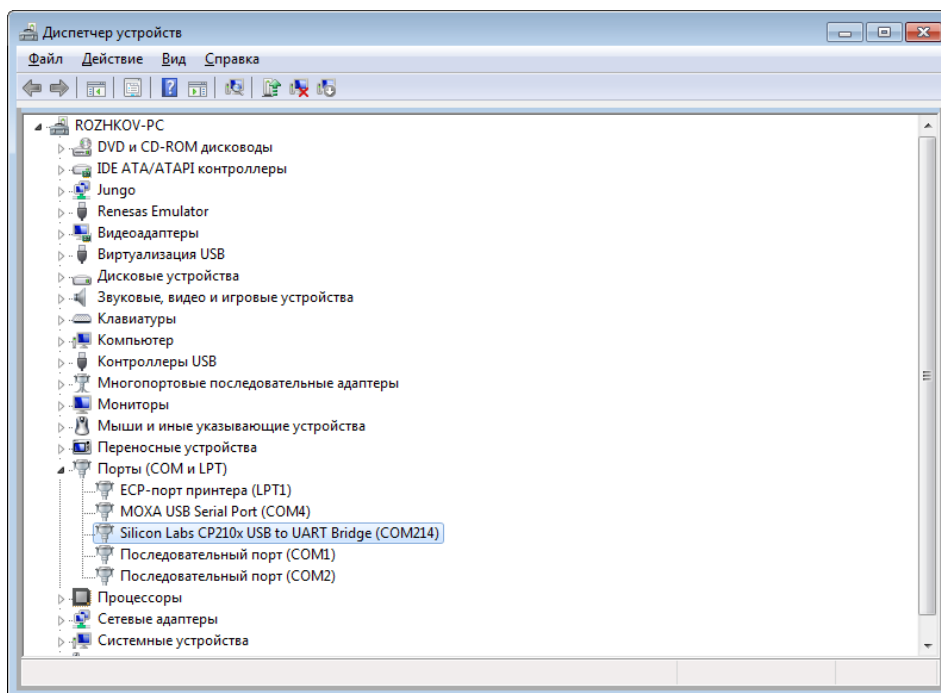 Диспетчер устройств
Файл Действие Вид Справка
ROZHKOV-PC
DVD и CD-ROM дисководы
IDE ATA/ATAPI контроллеры
Jungo
Renesas Emulator
Видеоадаптеры
Виртуализация USB
Дисковые устройства
Звуковые, видео и игровые устройства
Клавиатуры
Компьютер
Контроллеры USB
Многопортовые последовательные адаптеры
Мониторы
Мыши и иные указывающие устройства
Переносные устройства
Порты (COM и LPT)
ECP-порт принтера (LPT1)
MOXA USB Serial Port (COM4)
Silicon Labs CP210x USB to UART Bridge (COM214)
Последовательный порт (COM1)
Последовательный порт (COM2)
Процессоры
Сетевые адаптеры
Системные устройства